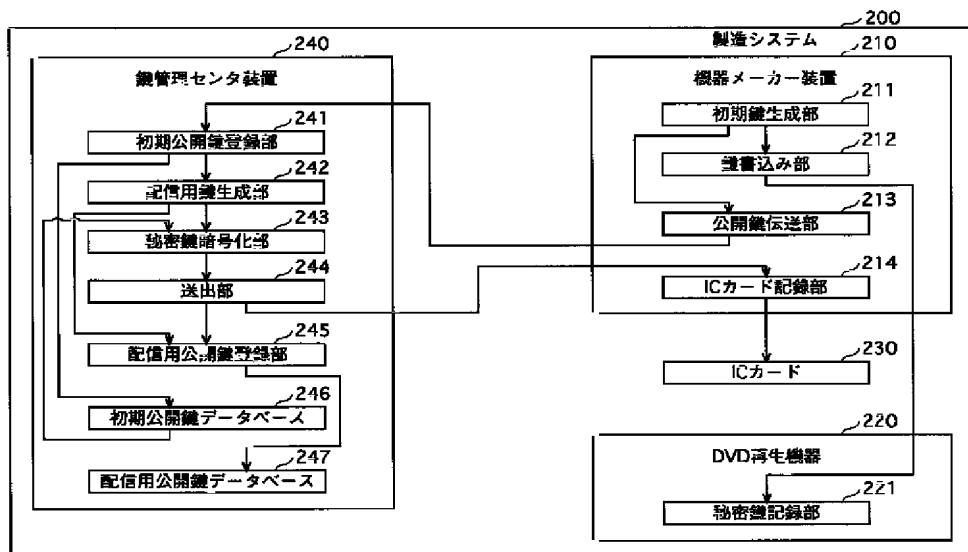 200
製造システム
240
鍵管理センタ装置
241
初期公開鍵登録部
242
配信用鍵生成部
243
秘密鍵暗号化部
244
送出部
245
配信用公開鍵登録部
246
初期公開鍵データベース
247
配信用公開鍵データベース
210
機器メーカー装置
211
初期鍵生成部
212
鍵書込み部
213
公開鍵伝送部
214
ICカード記録部
230
ICカード
220
DVD再生機器
221
秘密鍵記録部